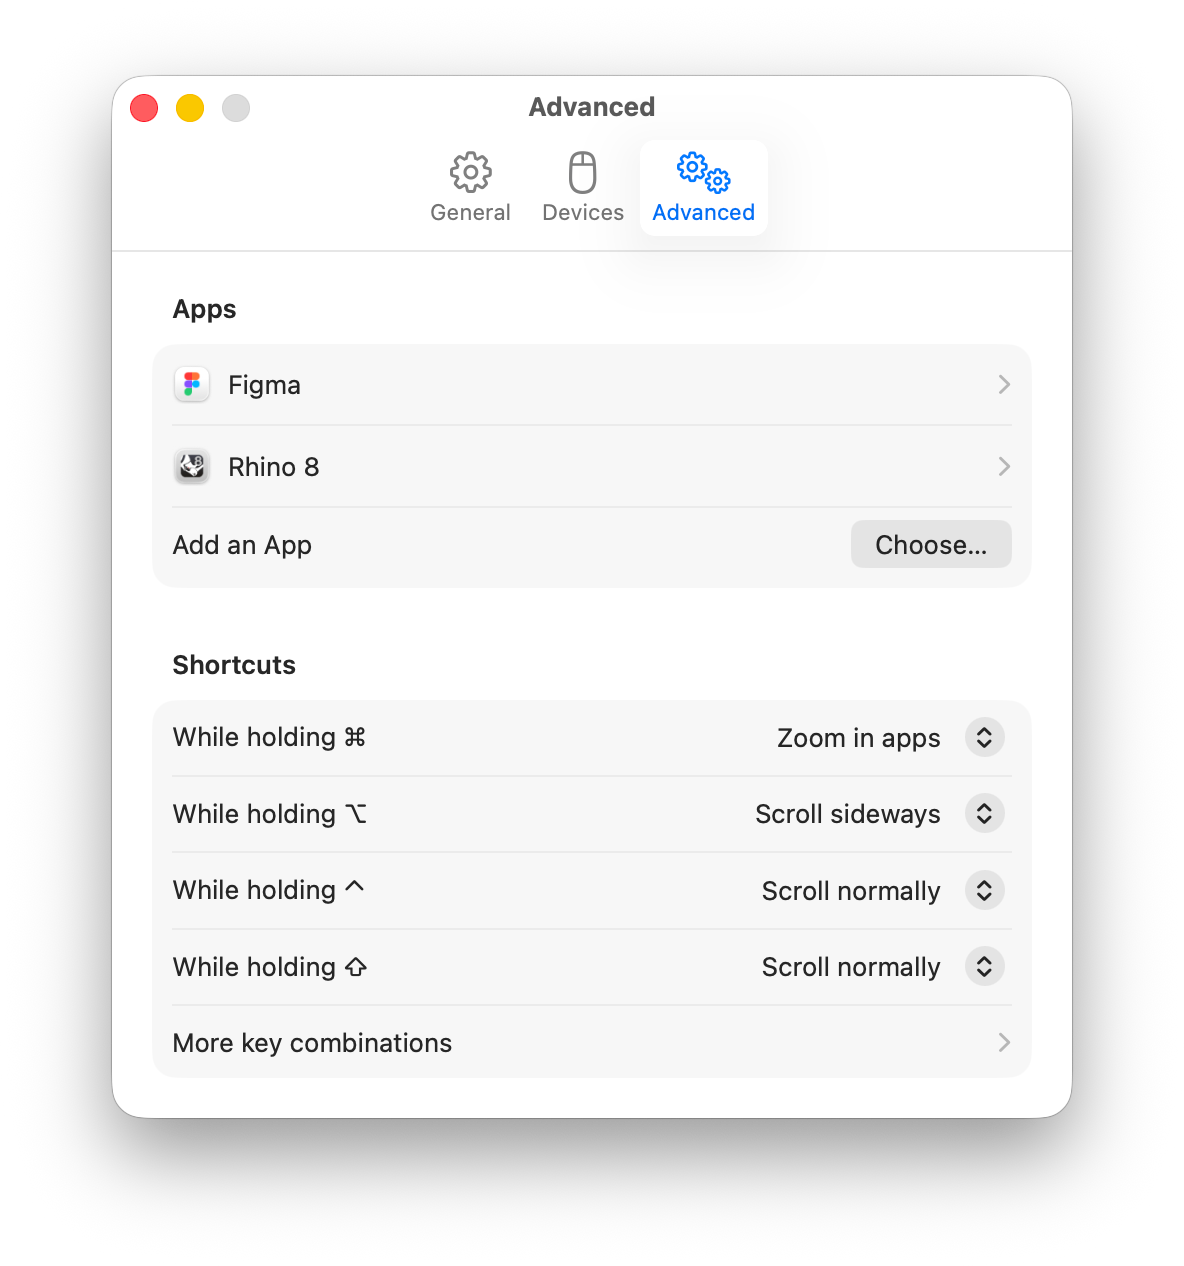 Advanced
General
Devices
Advanced
Apps
Figma
Rhino 8
Add an App
Choose...
Shortcuts
While holding ⌘
Zoom in apps
While holding ⌥
Scroll sideways
While holding ^
Scroll normally
While holding ⇧
Scroll normally
More key combinations